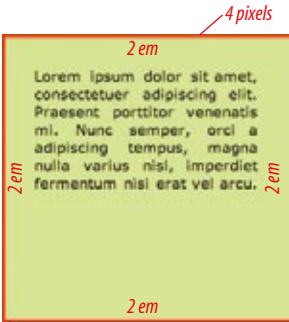 4 pixels
2 em
Lorem ipsum dolor sit amet,
consectetuer adipiscing elit.
Praesent porttitor venenatis
mi. Nunc semper, orci a
adipiscing tempus, magna
nulla varius nisl, imperdiet
fermentum nisi erat vel arcu.
2 em
2 em
2 em